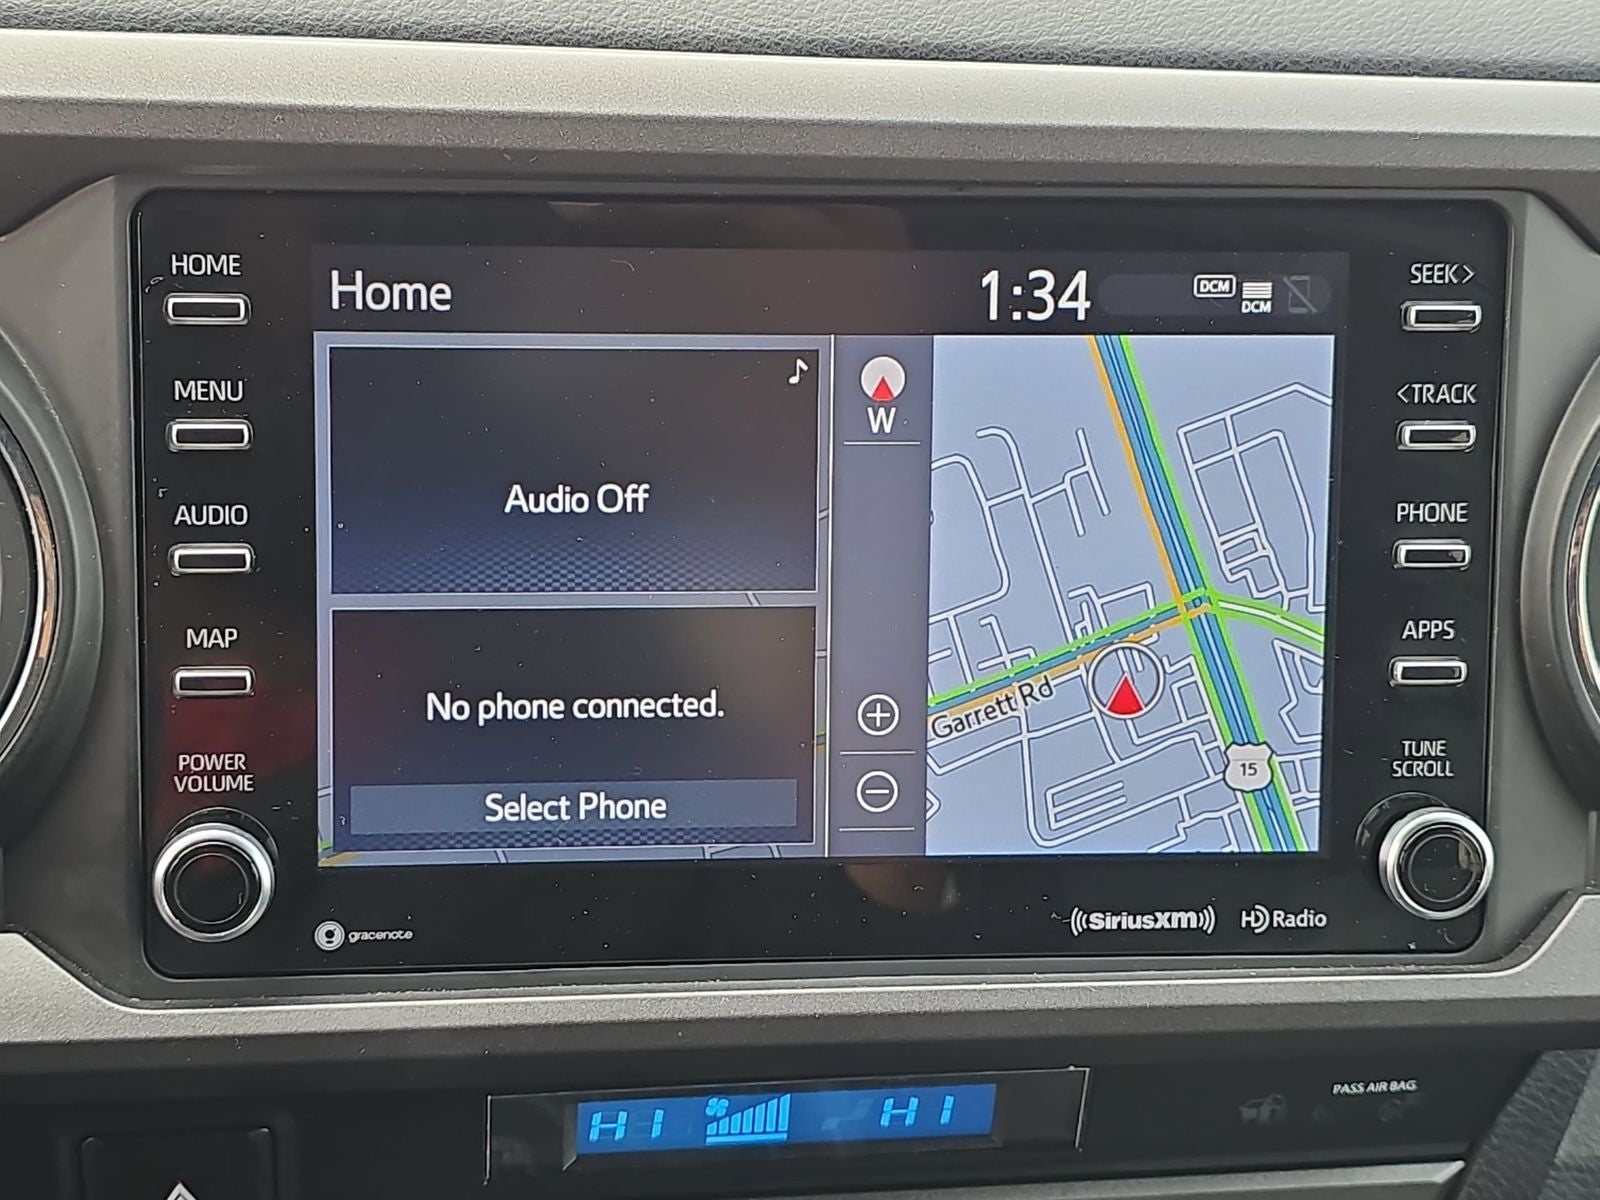 HOME
MENU
AUDIO
MAP
POWER
VOLUME
Home
1:34
DCM
DCM
Audio Off
No phone connected.
Select Phone
W
Garrett Rd
15
SEEK>
<TRACK
PHONE
APPS
TUNE
SCROLL
gracenote
((SiriusXM))
HD Radio
HI
HI
PASS AIR BAG